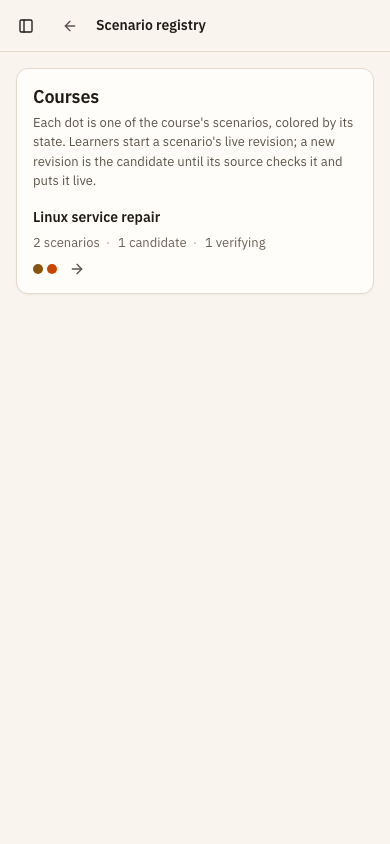 Scenario registry
Courses
Each dot is one of the course's scenarios, colored by its
state. Learners start a scenario's live revision; a new
revision is the candidate until its source checks it and
puts it live.
Linux service repair
2 scenarios · 1 candidate · 1 verifying